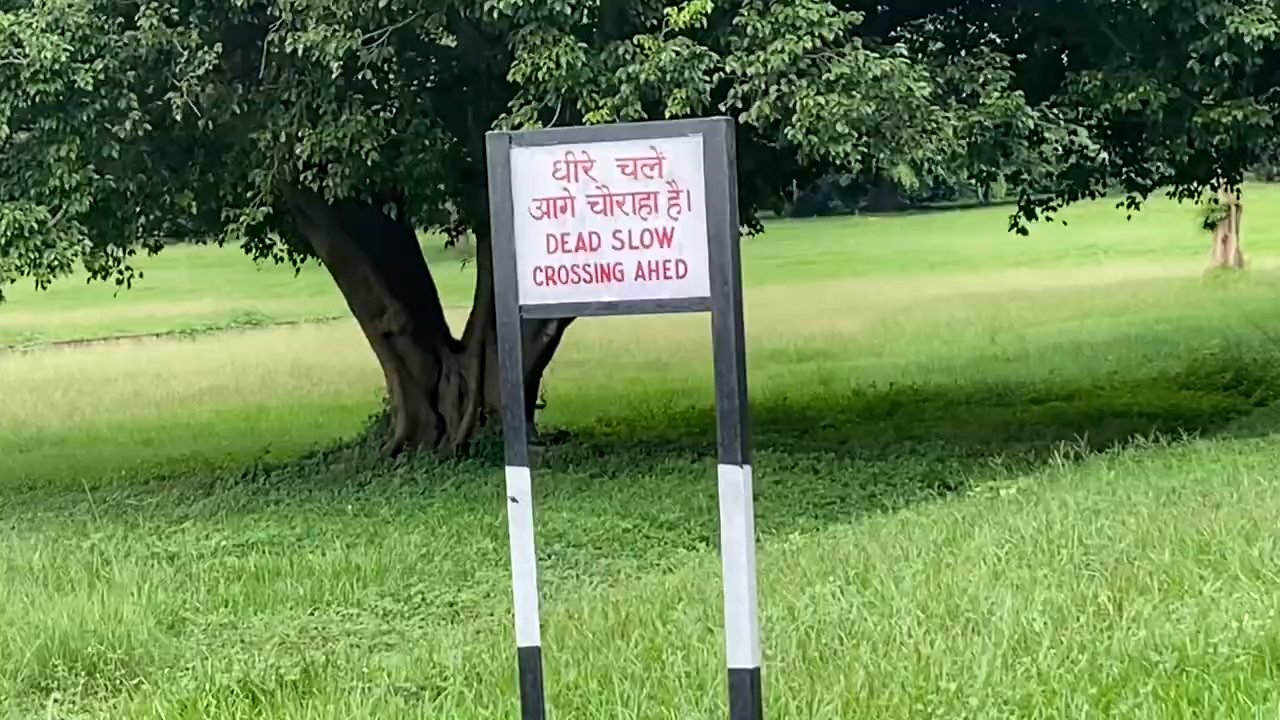 धीरे चलें
आगे चौराहा है।
DEAD SLOW
CROSSING AHED